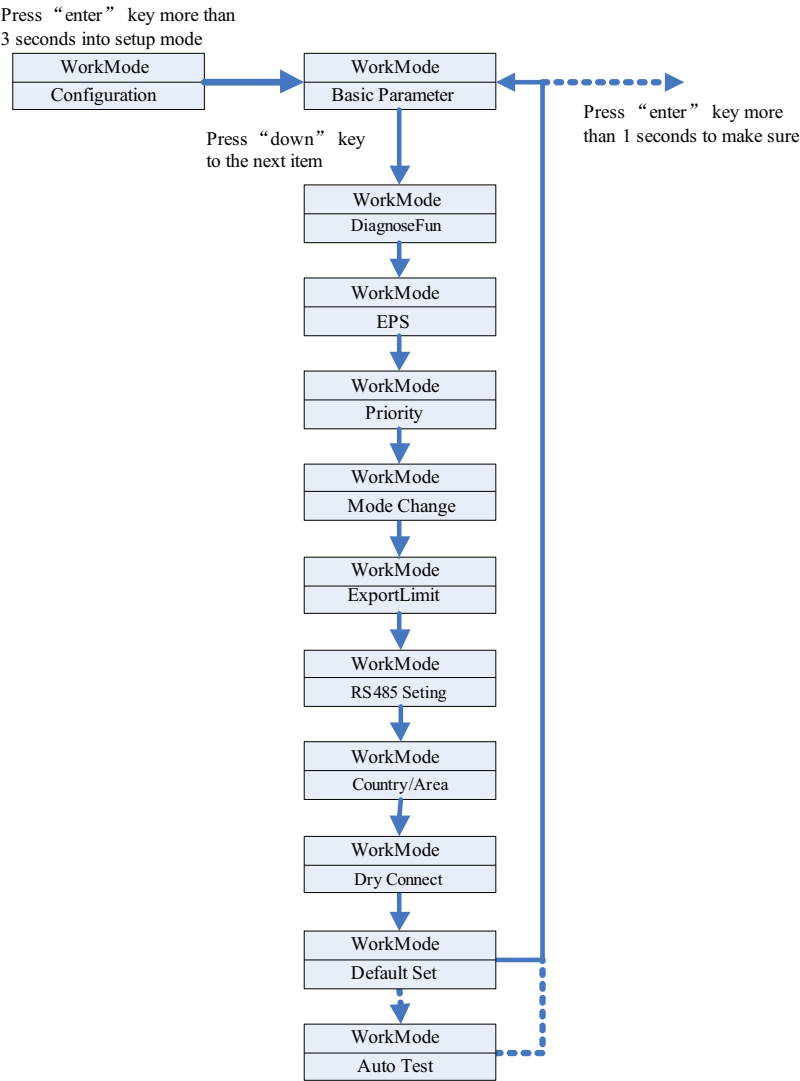 Press “enter” key more than
3 seconds into setup mode
WorkMode
Configuration
WorkMode
Basic Parameter
Press “enter” key more
than 1 seconds to make sure
Press “down” key
to the next item
WorkMode
DiagnoseFun
WorkMode
EPS
WorkMode
Priority
WorkMode
Mode Change
WorkMode
ExportLimit
WorkMode
RS485 Seting
WorkMode
Country/Area
WorkMode
Dry Connect
WorkMode
Default Set
WorkMode
Auto Test